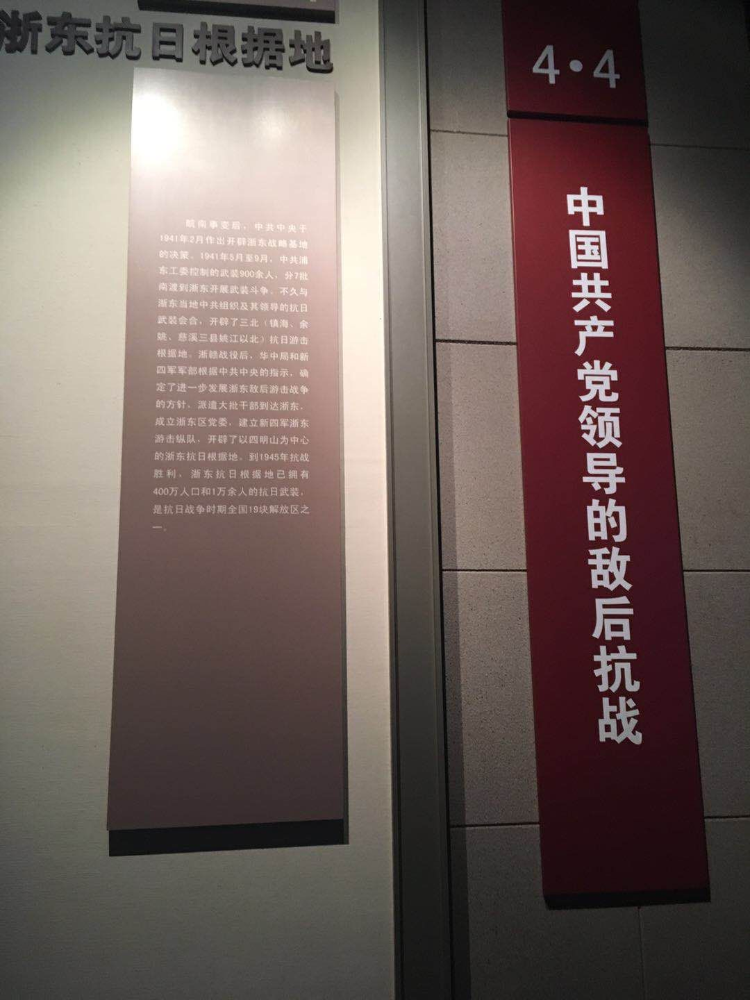 浙东抗日根据地
皖南事变后，中共中央于
1941年2月作出开辟浙东战略基地
的决策。1941年5月至9月，中共浦
东工委控制的武装900余人，分7批
南渡到浙东开展武装斗争。不久与
浙东当地中共组织及其领导的抗日
武装会合，开辟了三北（镇海、余
姚、慈溪三县姚江以北）抗日游击
根据地。浙赣战役后，华中局和新
四军军部根据中共中央的指示，确
定了进一步发展浙东敌后游击战争
的方针，派遣大批干部到达浙东，
成立浙东区党委，建立新四军浙东
游击纵队，开辟了以四明山为中心
的浙东抗日根据地。到1945年抗战
胜利，浙东抗日根据地已拥有
400万人口和1万余人的抗日武装，
是抗日战争时期全国19块解放区之
一。
4·4
中国共产党领导的敌后抗战